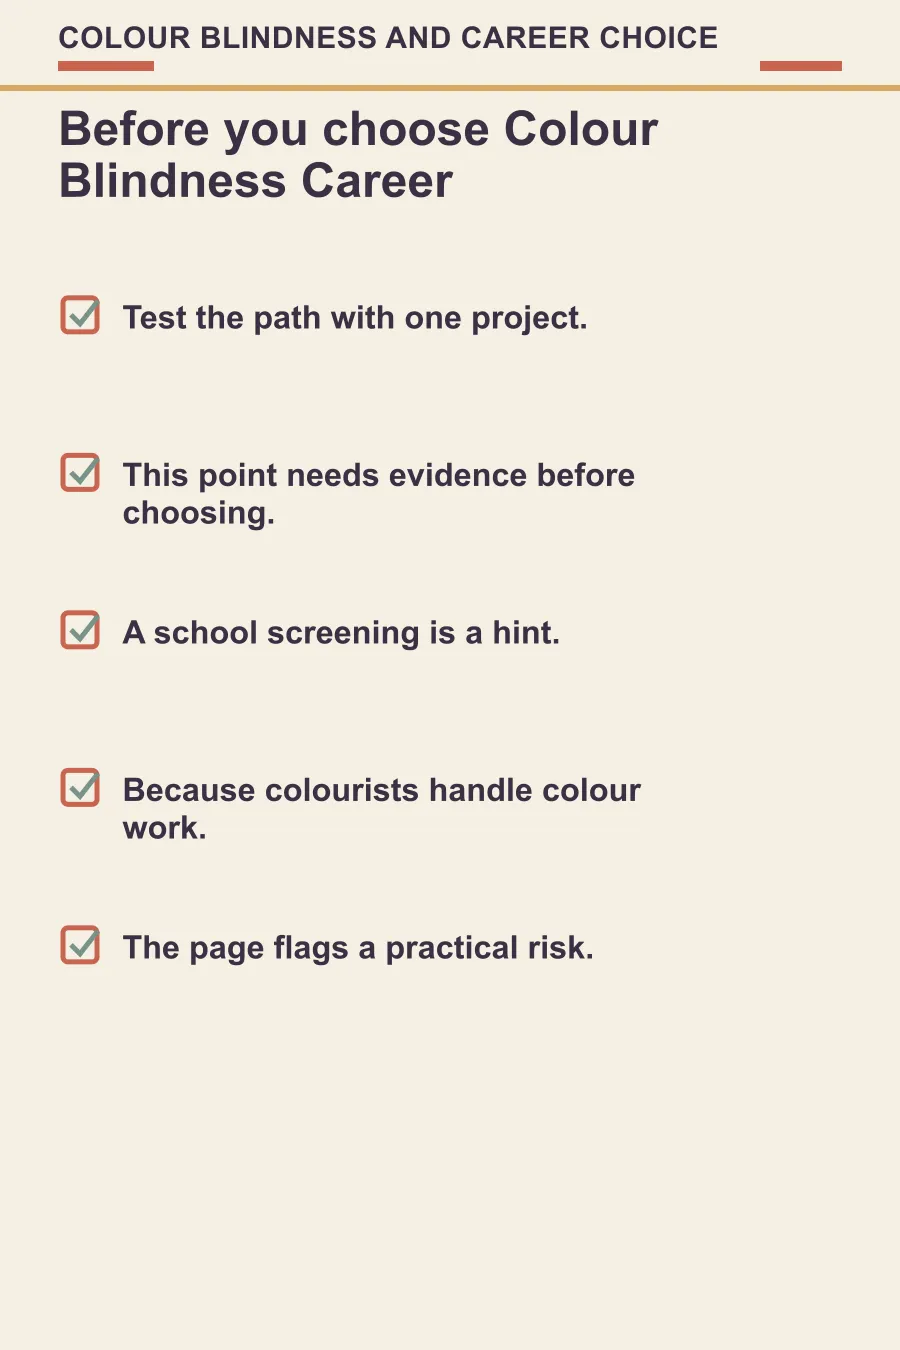 COLOUR BLINDNESS AND CAREER CHOICE
Before you choose Colour
Blindness Career
Test the path with one project.
This point needs evidence before
choosing.
A school screening is a hint.
Because colourists handle colour
work.
The page flags a practical risk.